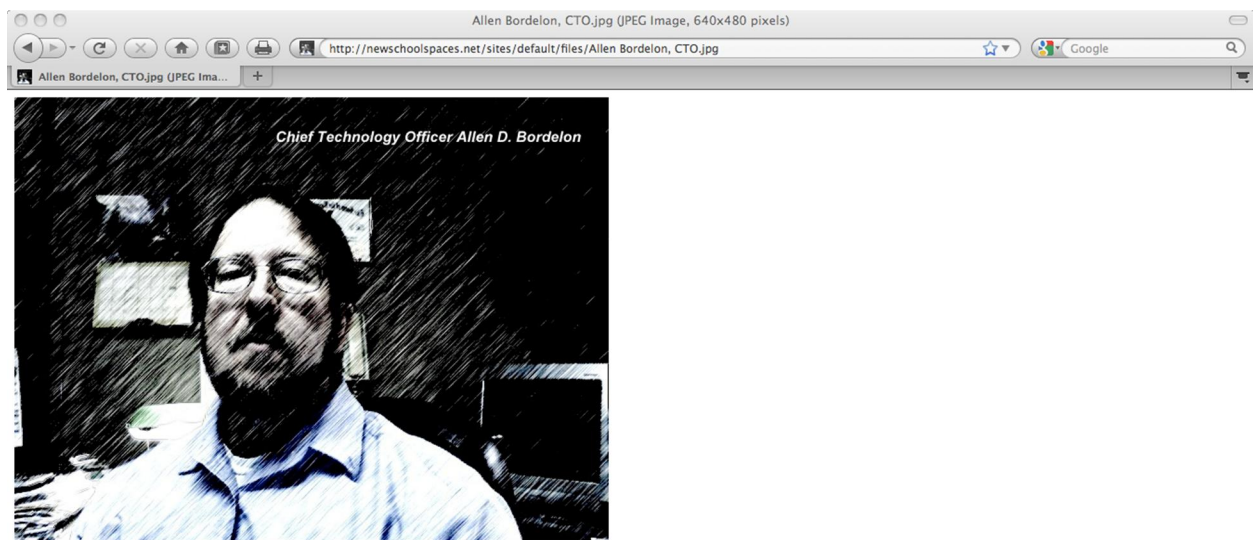 Allen Bordelon, CTO.jpg (JPEG Image, 640x480 pixels)
http://newschoolspaces.net/sites/default/files/Allen Bordelon, CTO.jpg
Google
Allen Bordelon, CTO.jpg (JPEG Ima...
Chief Technology Officer Allen D. Bordelon